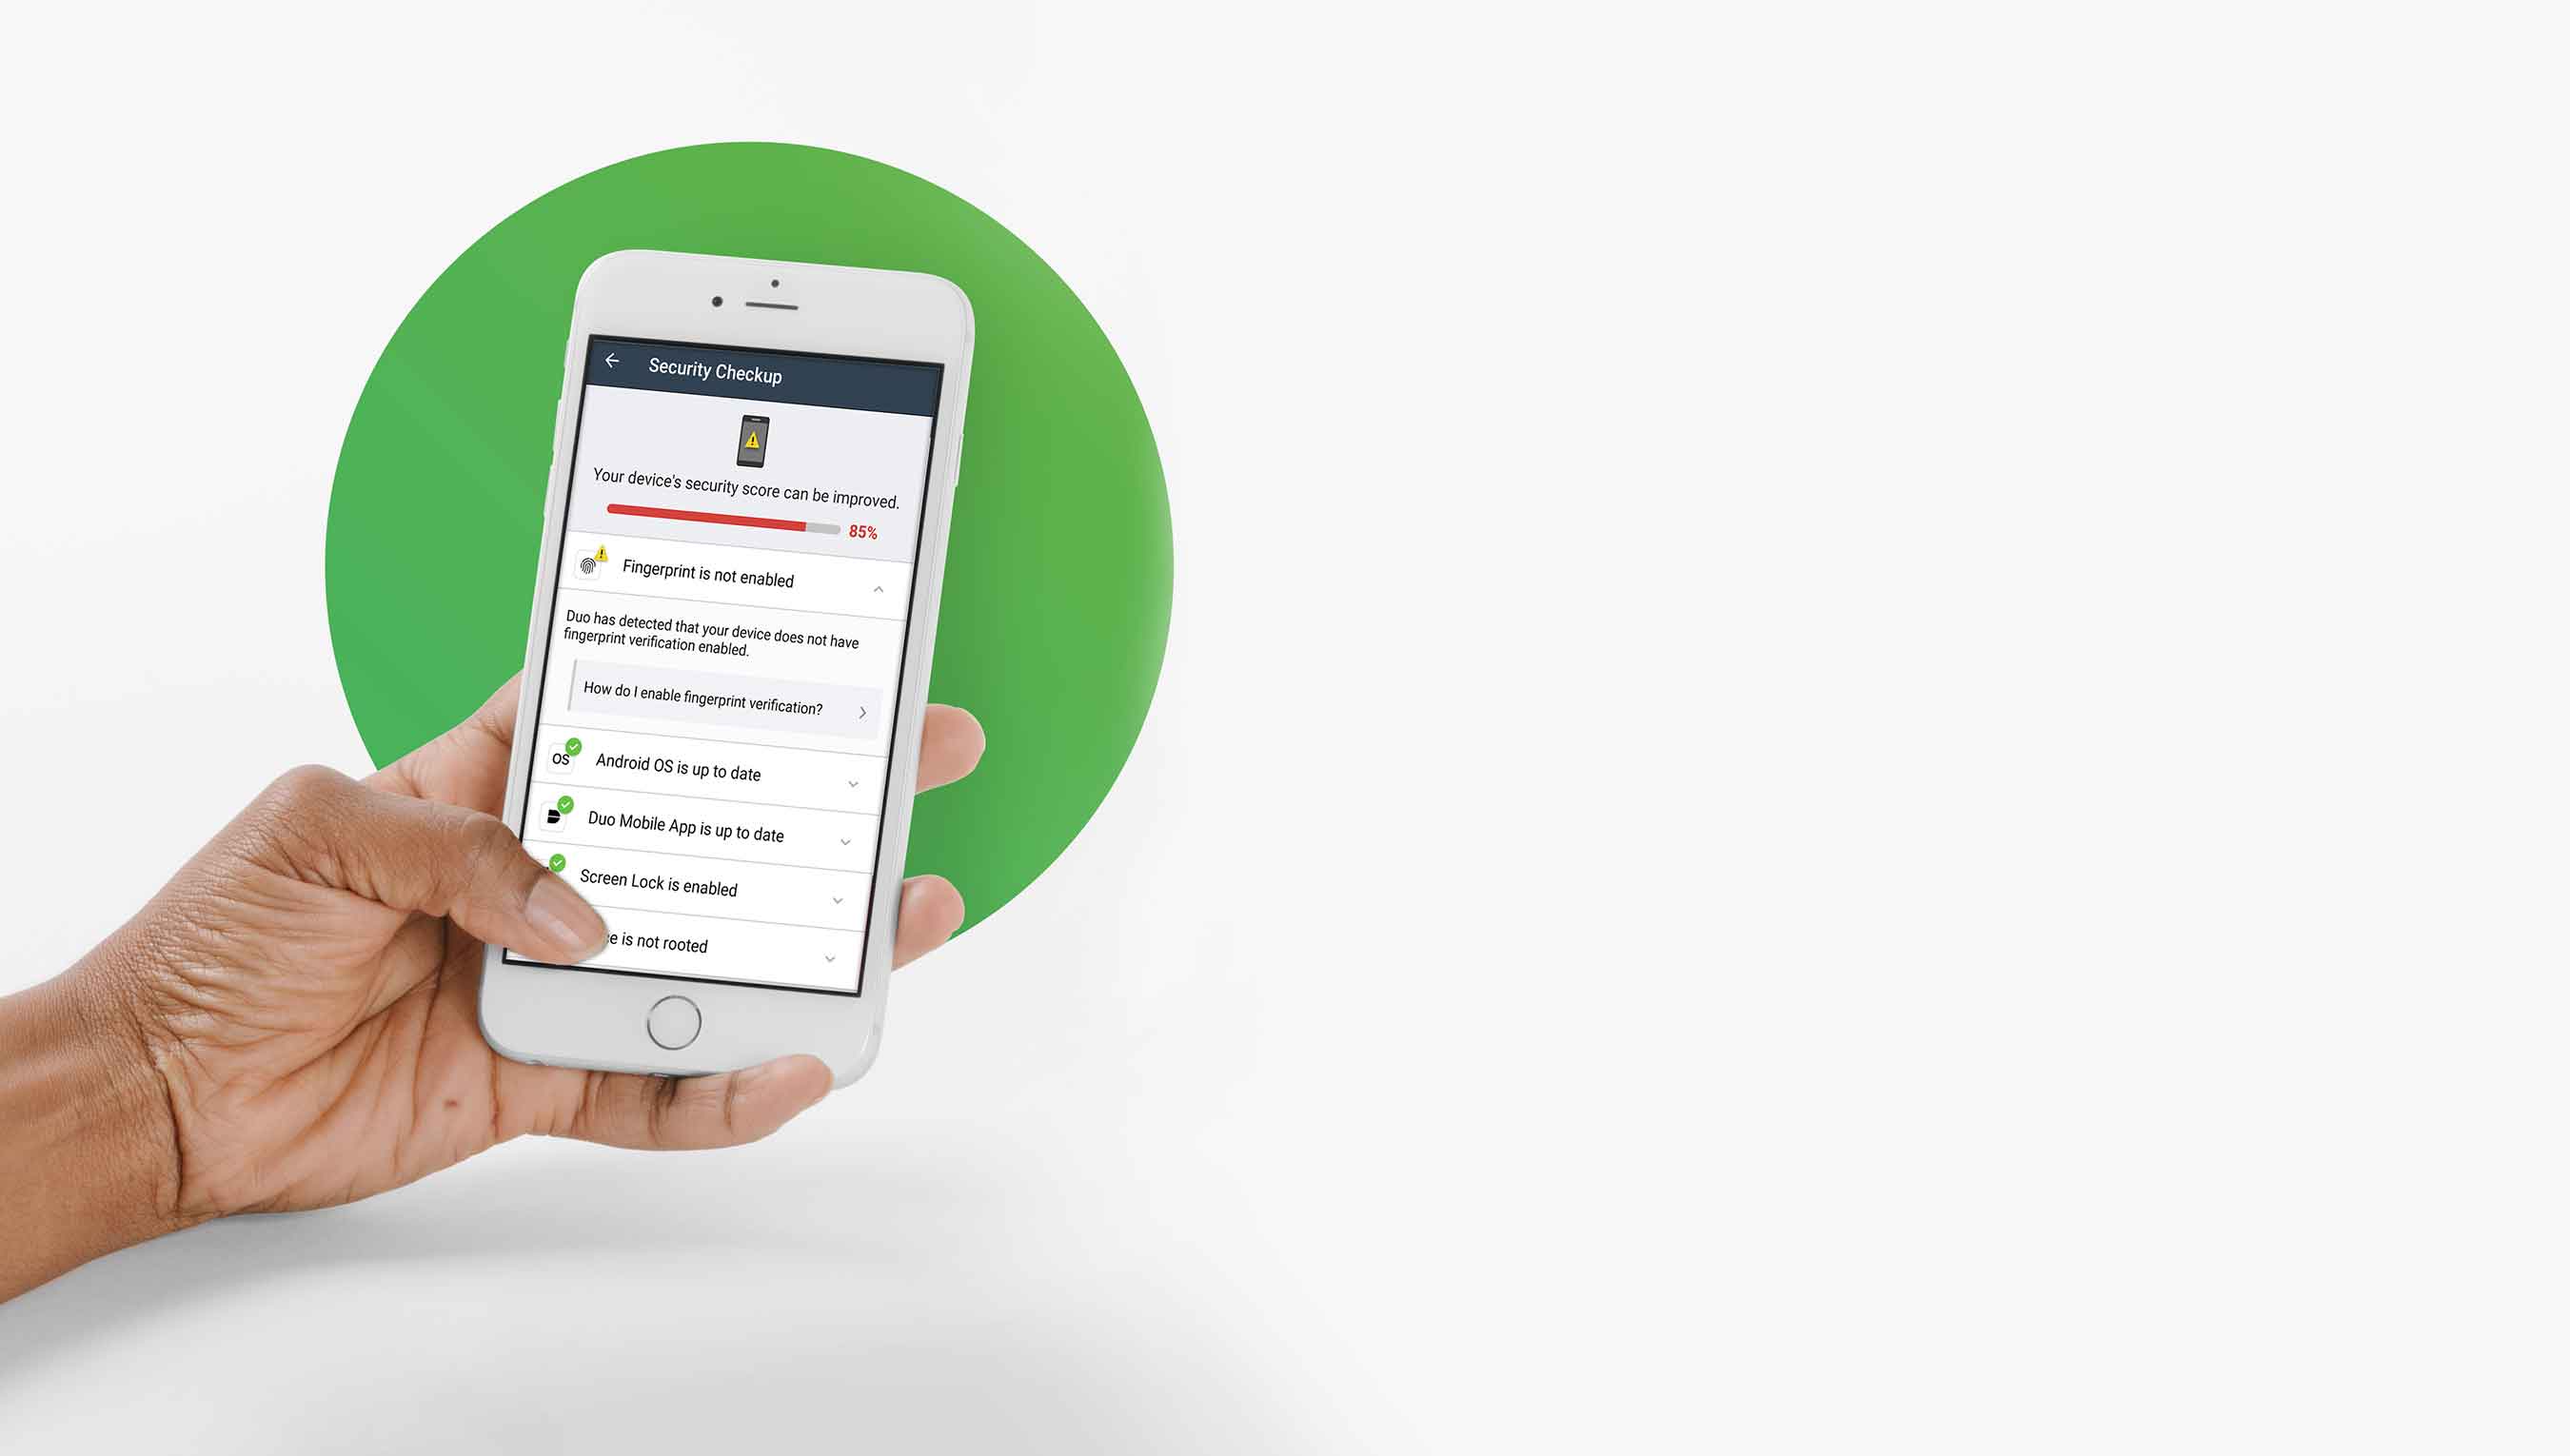 Security Checkup
Your device's security score can be improved.
85%
Fingerprint is not enabled
Duo has detected that your device does not have
fingerprint verification enabled.
How do I enable fingerprint verification?
OS Android OS is up to date
Duo Mobile App is up to date
Screen Lock is enabled
is not rooted